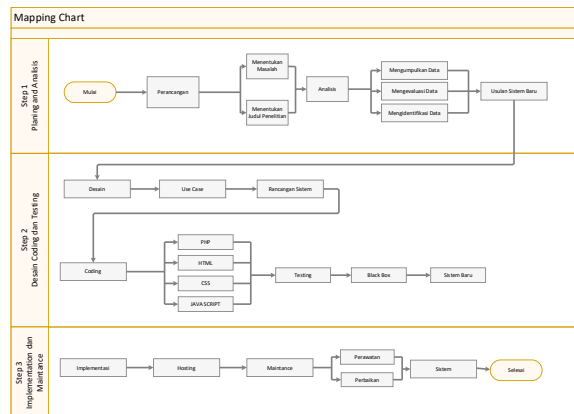 Mapping Chart
Step 1
Planing and Analisis
Mulai
Perancangan
Menentukan
Masalah
Menentukan
Judul Penelitian
Analisis
Mengumpulkan Data
Mengevaluasi Data
Mengidentifikasi Data
Usulan Sistem Baru
Step 2
Desain Coding dan Testing
Desain
Use Case
Rancangan Sistem
Coding
PHP
HTML
CSS
JAVA SCRIPT
Testing
Black Box
Sistem Baru
Step 3
Implementation dan
Maintance
Implementasi
Hosting
Maintance
Perawatan
Perbaikan
Sistem
Selesai